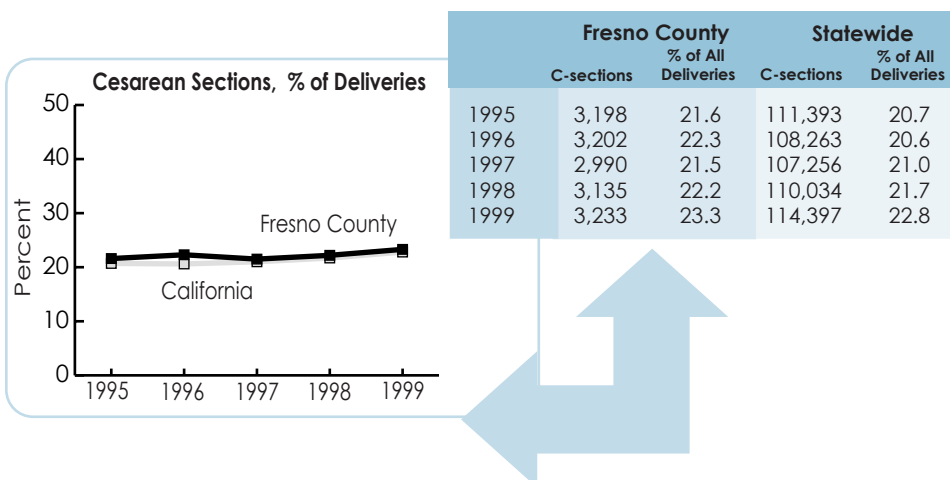 Cesarean Sections, % of Deliveries
50
40
30
20
10
0
Percent
Fresno County
California
1995 1996 1997 1998 1999
Fresno County Statewide
C-sections % of All Deliveries C-sections % of All Deliveries
1995 3,198 21.6 111,393 20.7
1996 3,202 22.3 108,263 20.6
1997 2,990 21.5 107,256 21.0
1998 3,135 22.2 110,034 21.7
1999 3,233 23.3 114,397 22.8